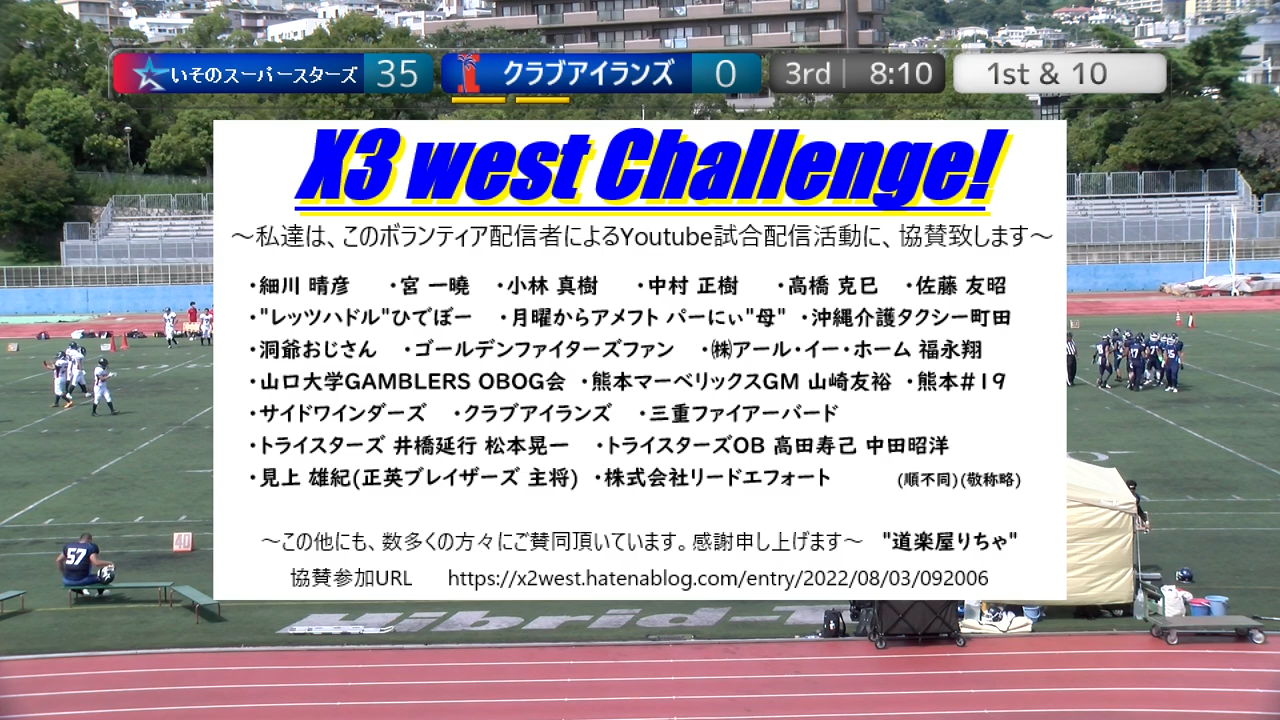 いそのスーパースターズ 35 クラブアイランズ 0 3rd 8:10 1st & 10
X3 west Challenge!
～私達は、このボランティア配信者によるYoutube試合配信活動に、協賛致します～
・細川 晴彦 ・宮 一曉 ・小林 真樹 ・中村 正樹 ・高橋 克巳 ・佐藤 友昭
・"レッツハドル"ひでぼー ・月曜からアメフト パーにぃ"母" ・沖縄介護タクシー町田
・洞爺おじさん ・ゴールデンファイターズファン ・㈱アール・イー・ホーム 福永翔
・山口大学GAMBLERS OBOG会 ・熊本マーベリックスGM 山崎友裕 ・熊本#19
・サイドワインダーズ ・クラブアイランズ ・三重ファイアーバード
・トライスターズ 井橋延行 松本晃一 ・トライスターズOB 高田寿己 中田昭洋
・見上 雄紀(正英ブレイザーズ 主将) ・株式会社リードエフォート (順不同)(敬称略)
～この他にも、数多くの方々にご賛同頂いています。感謝申し上げます～ "道楽屋りちゃ"
協賛参加URL https://x2west.hatenablog.com/entry/2022/08/03/092006
40
57
Hibrid-